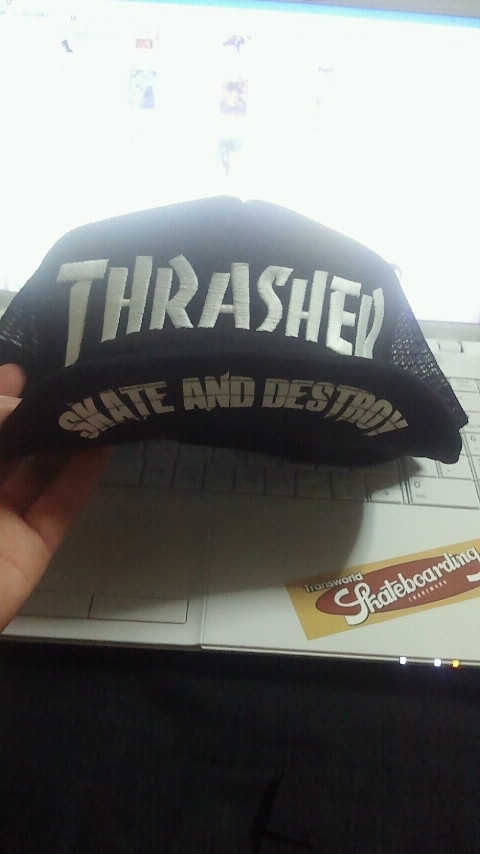 THRASHER
SKATE AND DESTROY
Transworld
Skateboarding